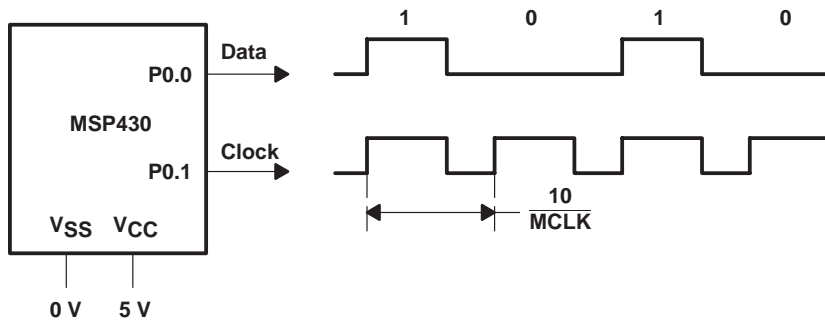 1 0 1 0
Data
P0.0
MSP430
Clock
P0.1
10
MCLK
VSS VCC
0 V 5 V